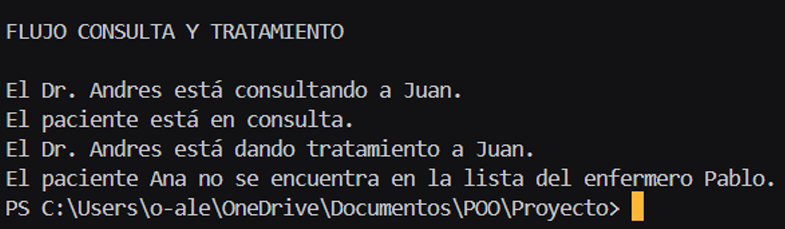 FLUJO CONSULTA Y TRATAMIENTO
El Dr. Andres está consultando a Juan.
El paciente está en consulta.
El Dr. Andres está dando tratamiento a Juan.
El paciente Ana no se encuentra en la lista del enfermero Pablo.
PS C:\Users\o-ale\OneDrive\Documentos\POO\Proyecto>